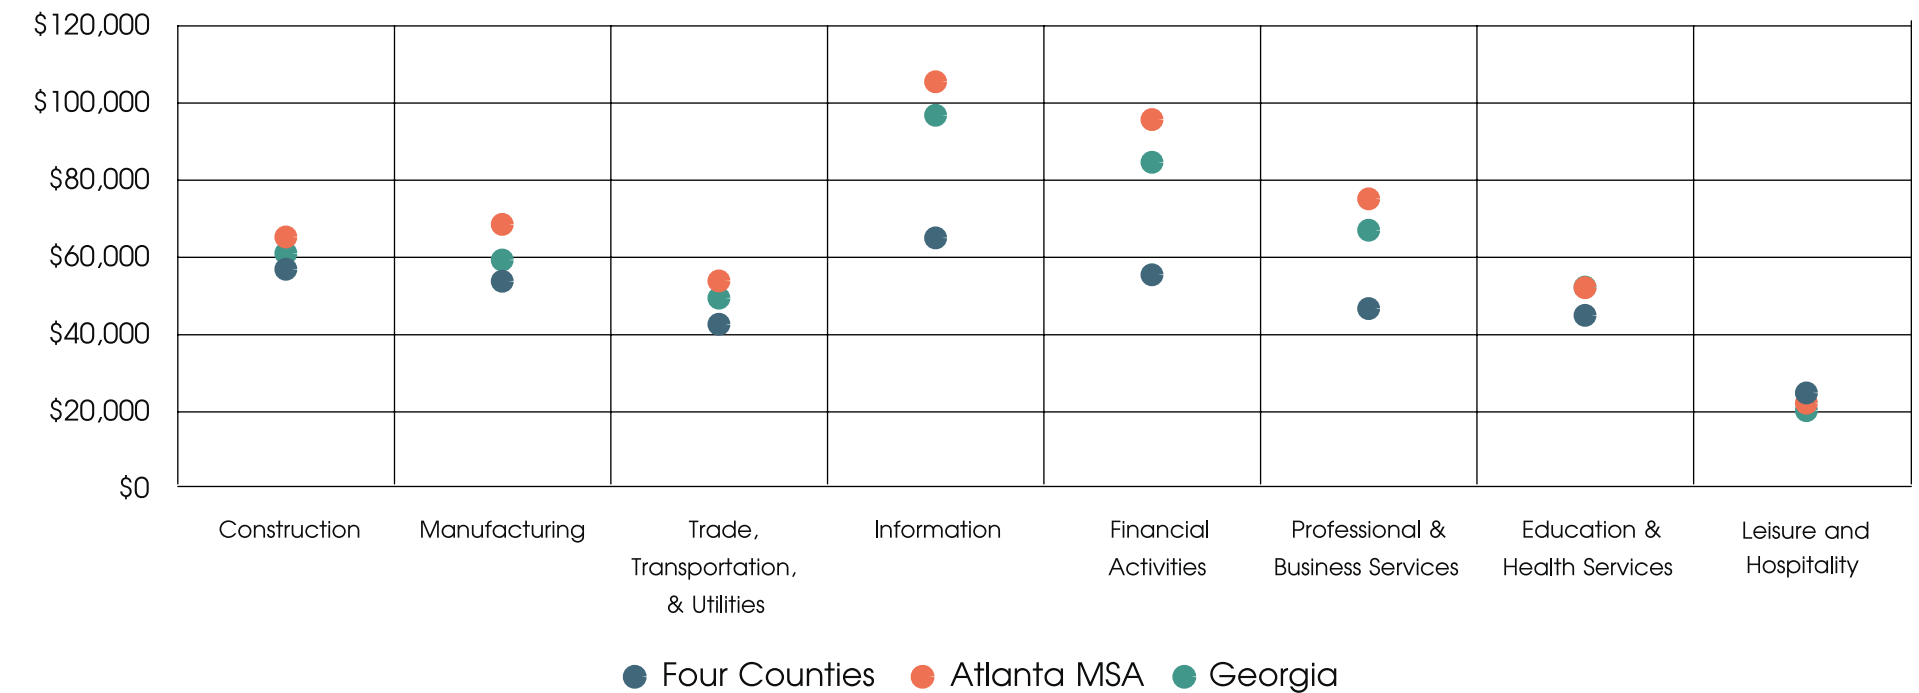 $120,000
$100,000
$80,000
$60,000
$40,000
$20,000
$0
Construction
Manufacturing
Trade,
Transportation,
& Utilities
Information
Financial
Activities
Professional &
Business Services
Education &
Health Services
Leisure and
Hospitality
Four Counties
Atlanta MSA
Georgia